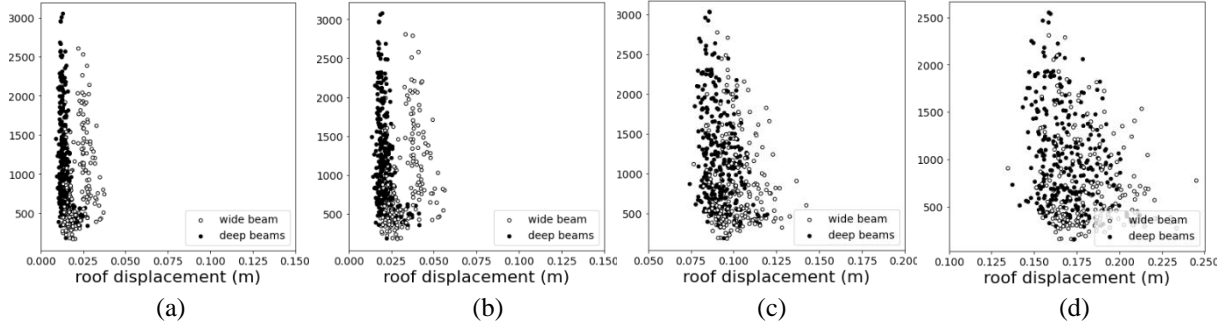 3000
2500
2000
1500
1000
500
wide beam
deep beams
0.000 0.025 0.050 0.075 0.100 0.125 0.150
roof displacement (m)
(a)
3000
2500
2000
1500
1000
500
wide beam
deep beams
0.000 0.025 0.050 0.075 0.100 0.125 0.150
roof displacement (m)
(b)
3000
2500
2000
1500
1000
500
wide beam
deep beams
0.050 0.075 0.100 0.125 0.150 0.175 0.200
roof displacement (m)
(c)
2500
2000
1500
1000
500
wide beam
deep beams
0.100 0.125 0.150 0.175 0.200 0.225 0.250
roof displacement (m)
(d)